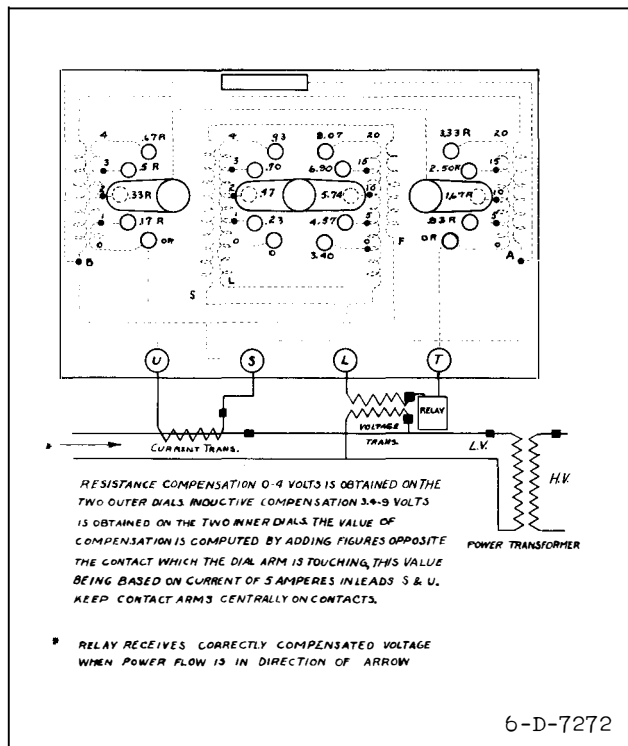 4 .67R 4 .93 8.07 20 3.33R 20
3 .5R 3 .70 6.90 15 2.50R 15
2 .33R 2 .47 5.74 10 1.67R 10
1 .17R 1 .23 4.57 5 .83R 5
0 0R 0 0 3.40 0 0R 0
B S L F A
U S L T
RELAY
VOLTAGE
TRANS.
CURRENT TRANS.
L.V.
H.V.
POWER TRANSFORMER
RESISTANCE COMPENSATION 0-4 VOLTS IS OBTAINED ON THE
TWO OUTER DIALS. INDUCTIVE COMPENSATION 3.4-9 VOLTS
IS OBTAINED ON THE TWO INNER DIALS. THE VALUE OF
COMPENSATION IS COMPUTED BY ADDING FIGURES OPPOSITE
THE CONTACT WHICH THE DIAL ARM IS TOUCHING, THIS VALUE
BEING BASED ON CURRENT OF 5 AMPERES IN LEADS S & U.
KEEP CONTACT ARMS CENTRALLY ON CONTACTS.
* RELAY RECEIVES CORRECTLY COMPENSATED VOLTAGE
WHEN POWER FLOW IS IN DIRECTION OF ARROW
6-D-7272